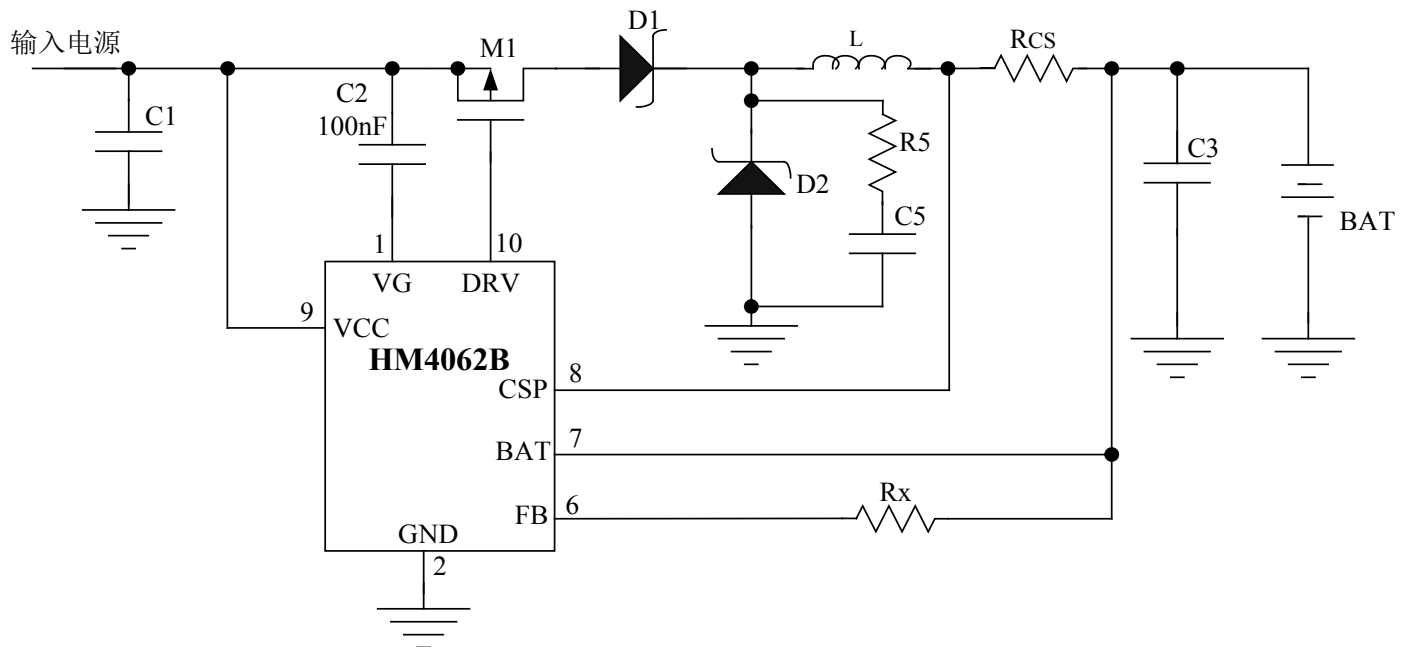 输入电源
D1
M1
L
RCS
C2
100nF
C1
R5
C3
D2
C5
BAT
1
10
VG
DRV
9
VCC
HM4062B
8
CSP
7
BAT
6
FB
Rx
GND
2